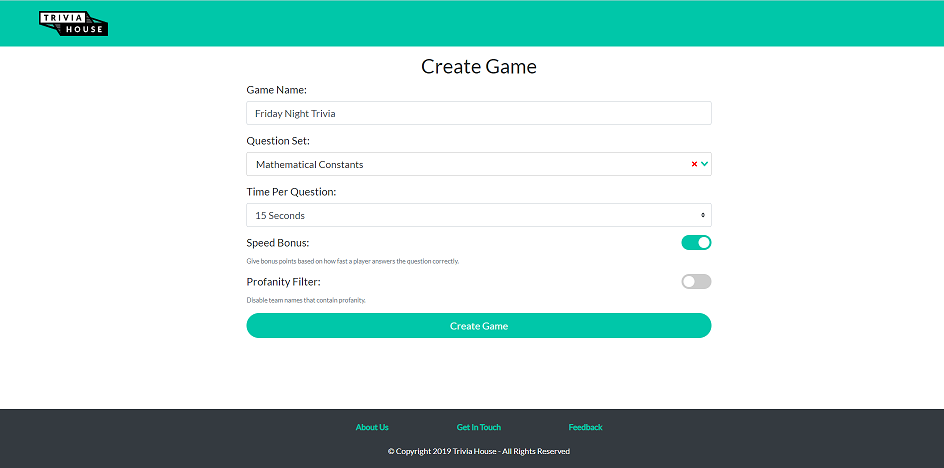 TRIVIA
HOUSE
Create Game
Game Name:
Friday Night Trivia
Question Set:
Mathematical Constants
Time Per Question:
15 Seconds
Speed Bonus:
Give bonus points based on how fast a player answers the question correctly.
Profanity Filter:
Disable team names that contain profanity.
Create Game
About Us Get In Touch Feedback
© Copyright 2019 Trivia House - All Rights Reserved